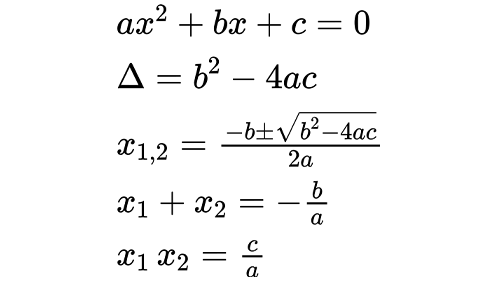 ax² + bx + c = 0
Δ = b² − 4ac
x₁,₂ = (−b±√(b²−4ac))/(2a)
x₁ + x₂ = −b/a
x₁ x₂ = c/a